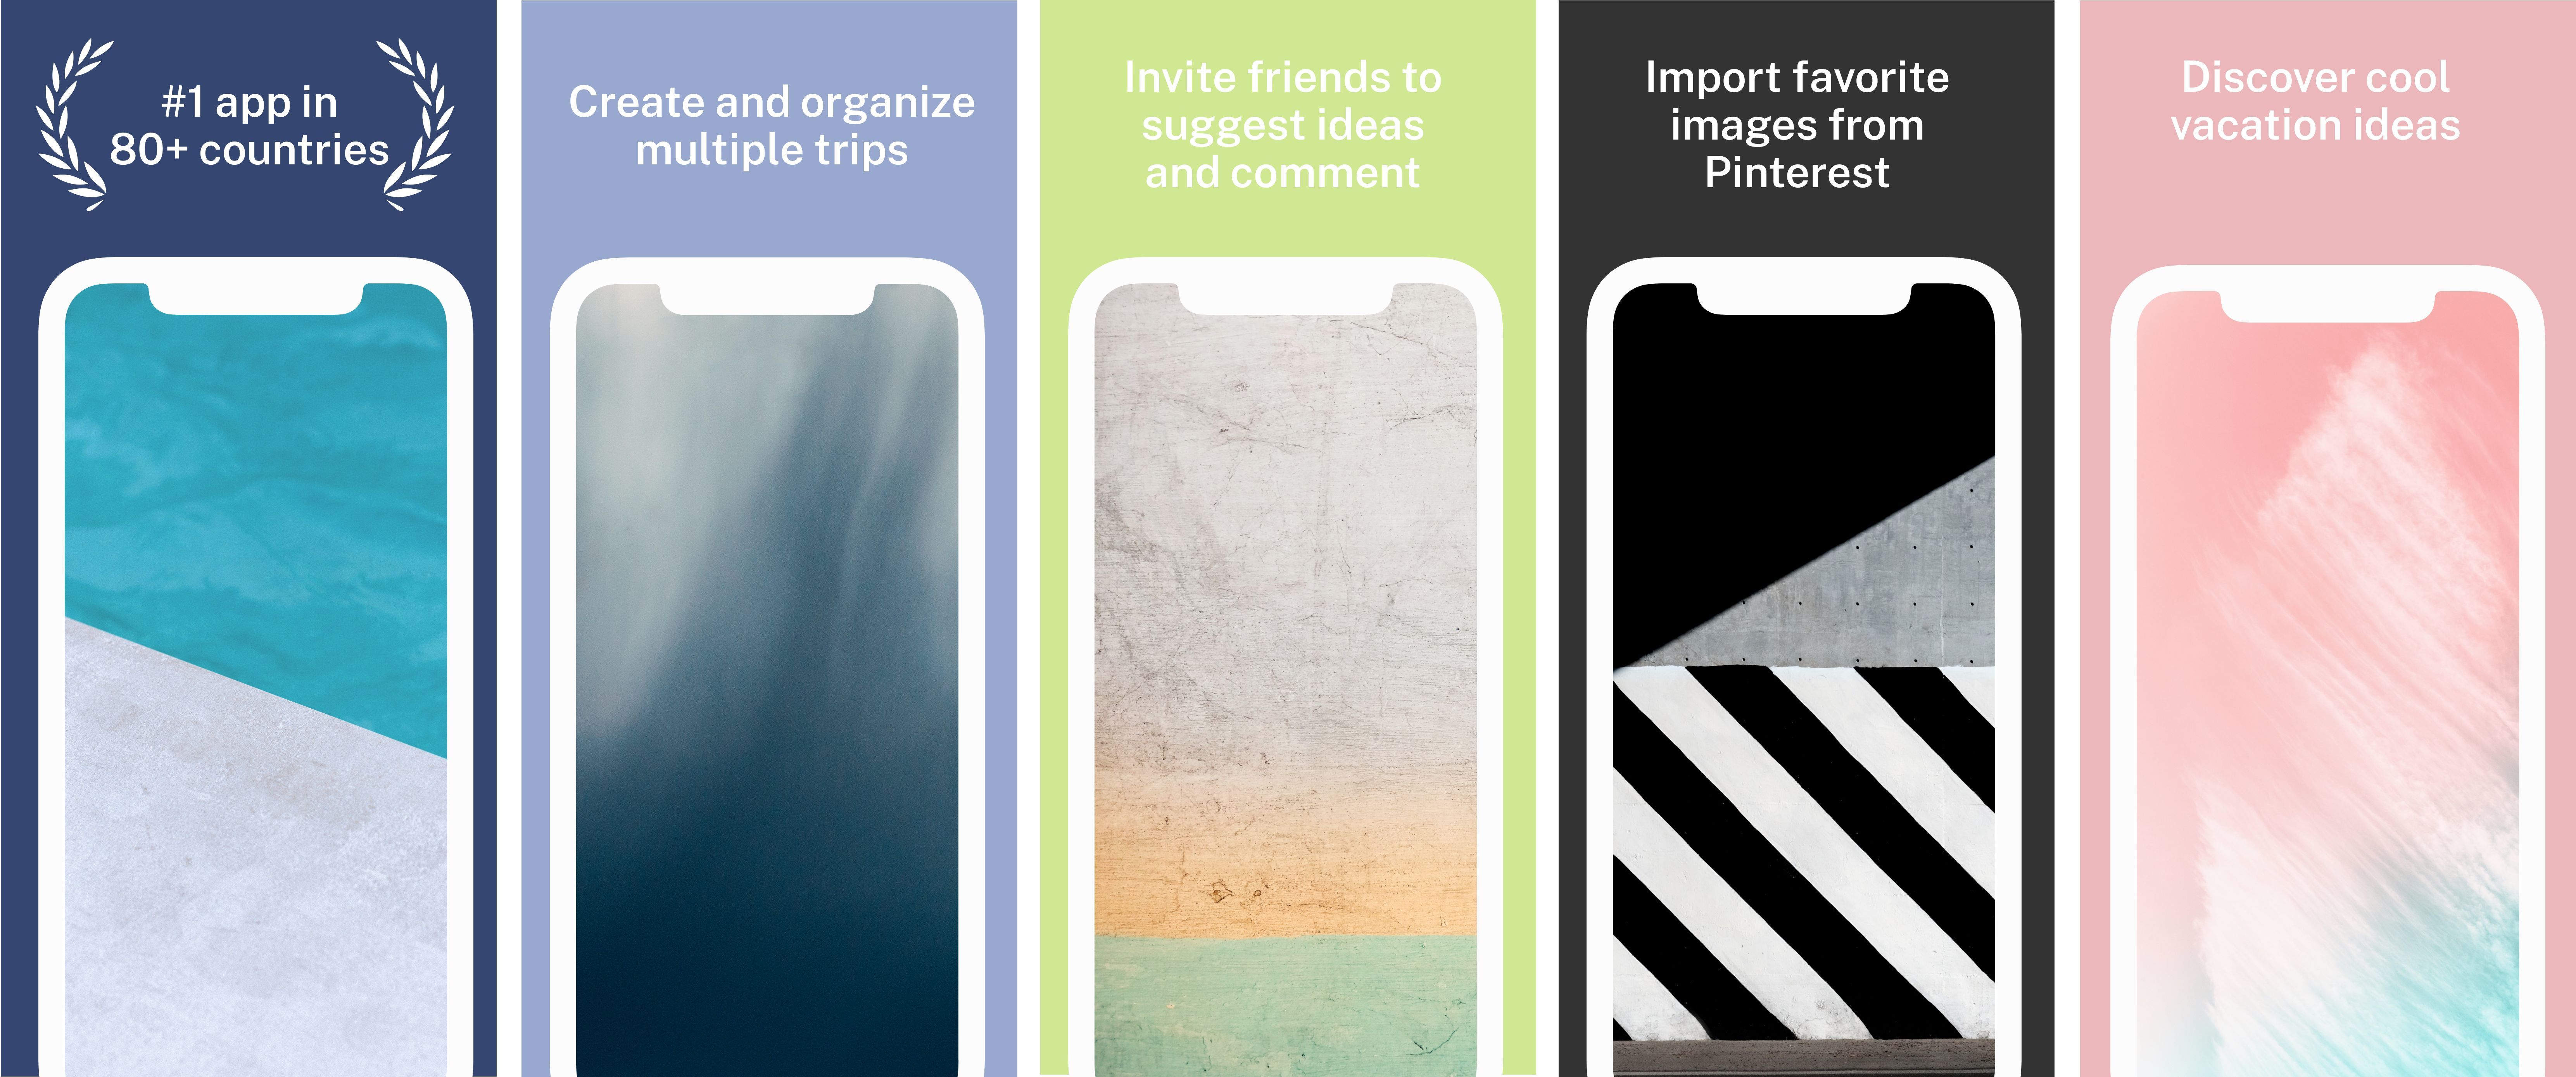 #1 app in
80+ countries
Create and organize
multiple trips
Invite friends to
suggest ideas
and comment
Import favorite
images from
Pinterest
Discover cool
vacation ideas